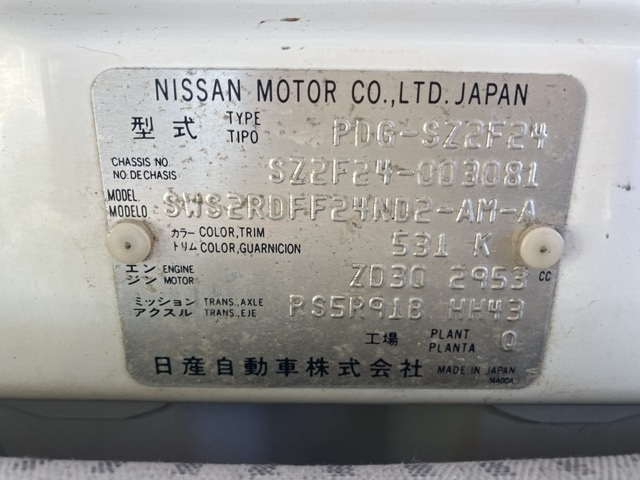 NISSAN MOTOR CO.,LTD. JAPAN
型式 TYPE TIPO PDG-SZ2F24
CHASSIS NO. NO. DE CHASIS SZ2F24-003081
MODEL MODELO SWS2RDFF24ND2-AM-A
カラー COLOR,TRIM
トリム COLOR,GUARNICION 531 K
エンジン ENGINE MOTOR ZD30 2953 CC
ミッション TRANS.,AXLE
アクスル TRANS.,EJE RS5R91B HH43
工場 PLANT PLANTA Q
日産自動車株式会社 MADE IN JAPAN